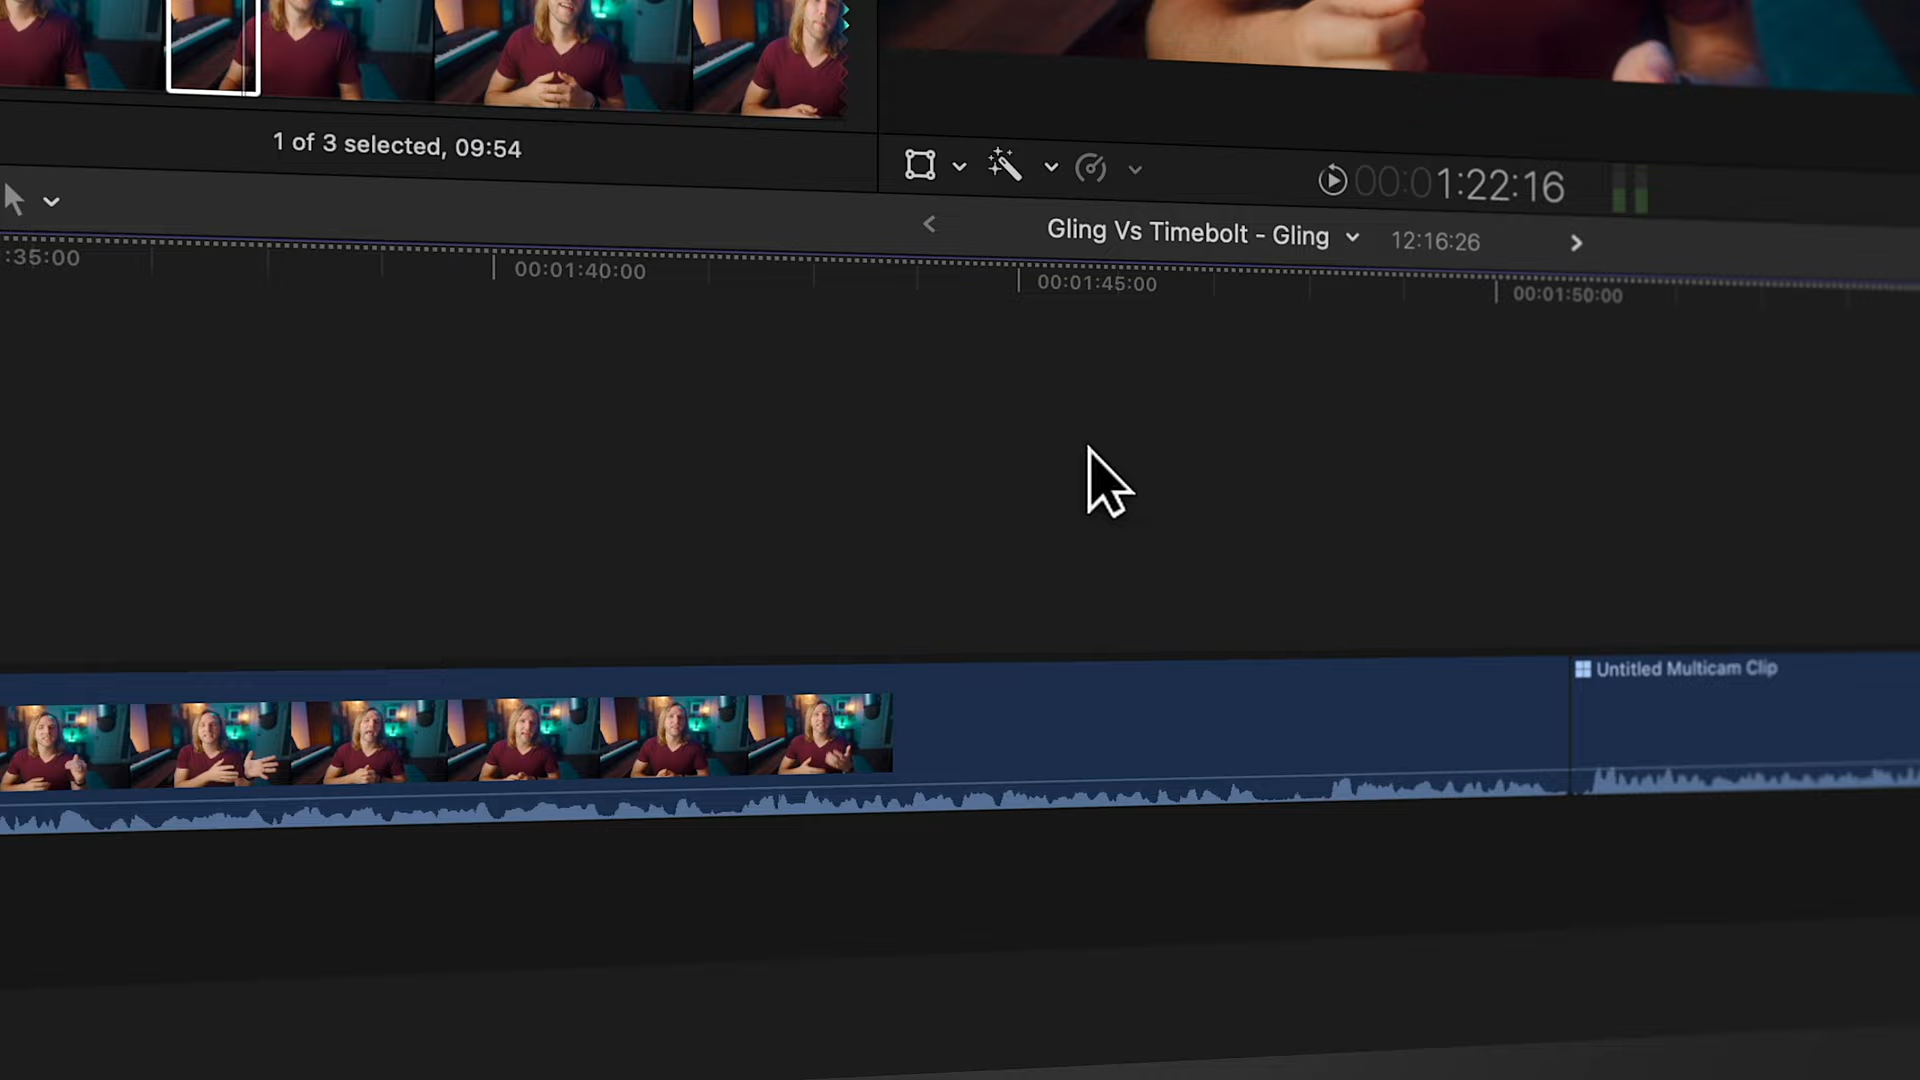 1 of 3 selected, 09:54
00:01:22:16
Gling Vs Timebolt - Gling
12:16:26
:35:00
00:01:40:00
00:01:45:00
00:01:50:00
Untitled Multicam Clip